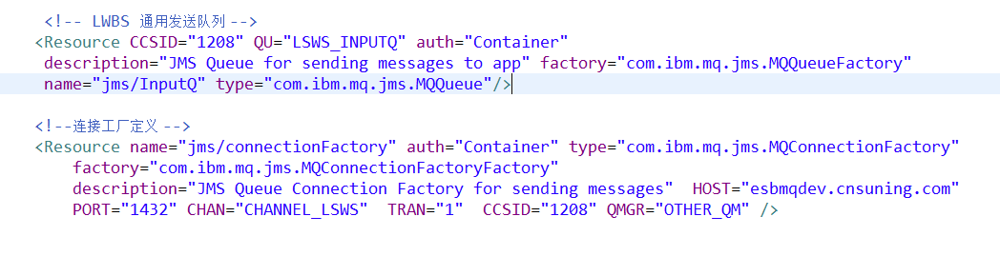 <!-- LWBS 通用发送队列 -->
<Resource CCSID="1208" QU="LSWS_INPUTQ" auth="Container"
description="JMS Queue for sending messages to app" factory="com.ibm.mq.jms.MQQueueFactory"
name="jms/InputQ" type="com.ibm.mq.jms.MQQueue"/>
<!--连接工厂定义 -->
<Resource name="jms/connectionFactory" auth="Container" type="com.ibm.mq.jms.MQConnectionFactory"
factory="com.ibm.mq.jms.MQConnectionFactoryFactory"
description="JMS Queue Connection Factory for sending messages"  HOST="esbmqdev.cnsuning.com"
PORT="1432" CHAN="CHANNEL_LSWS"  TRAN="1"  CCSID="1208" QMGR="OTHER_QM" />